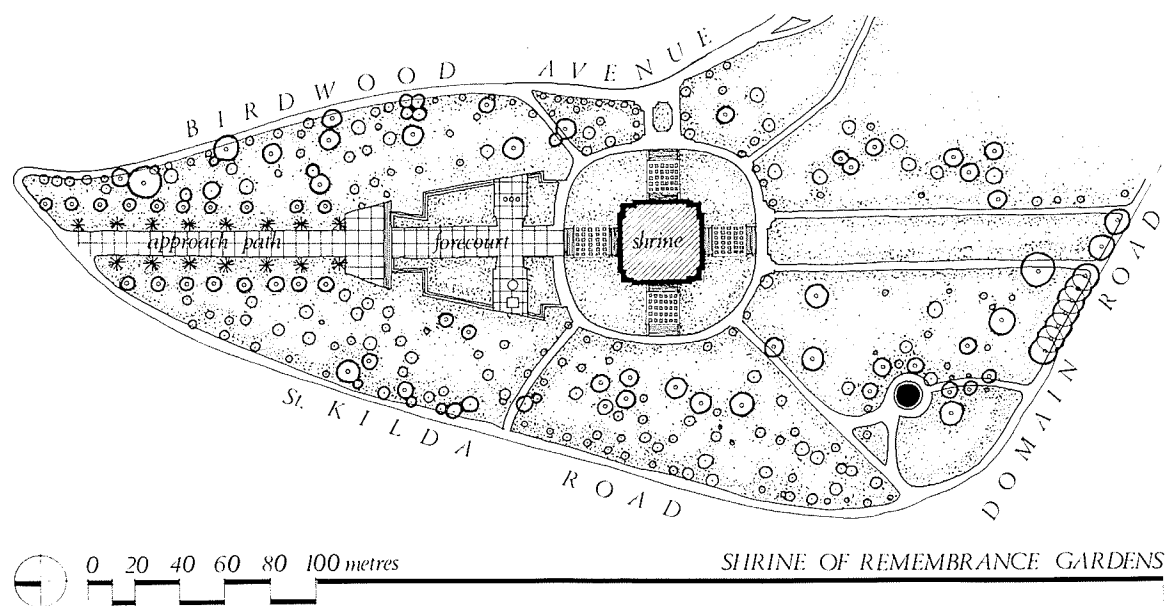 BIRDWOOD AVENUE
approach path
forecourt
shrine
St. KILDA ROAD
DOMAIN ROAD
0 20 40 60 80 100 metres
SHRINE OF REMEMBRANCE GARDENS